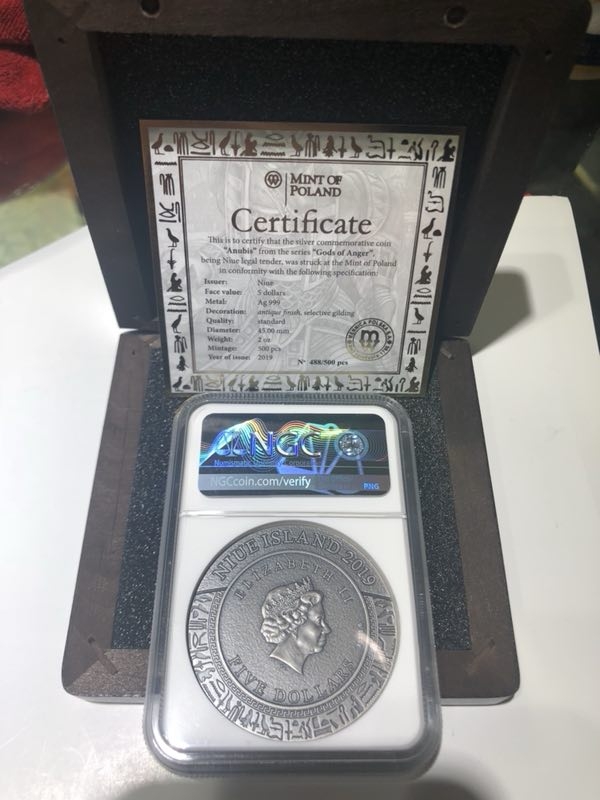 MINT OF
POLAND
Certificate
This is to certify that the silver commemorative coin
"Anubis" from the series "Gods of Anger",
being Niue legal tender, was struck at the Mint of Poland
in conformity with the following specification:
Issuer: Niue
Face value: 5 dollars
Metal: Ag 999
Decoration: antique finish, selective gilding
Quality: standard
Diameter: 45.00 mm
Weight: 2 oz
Mintage: 500 pcs
Year of issue: 2019
Nº 488/500 pcs
NGC
NGCcoin.com/verify
PNG
NIUE ISLAND 2019
ELIZABETH II
FIVE DOLLARS